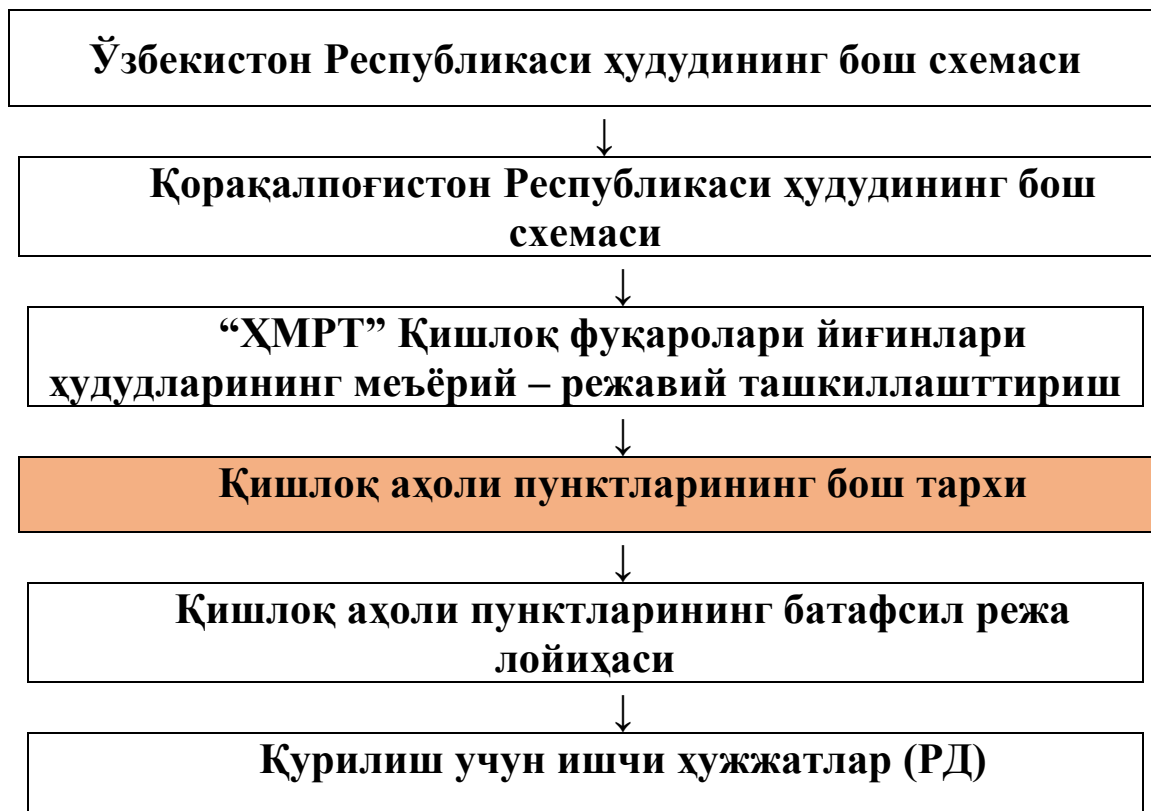 Ўзбекистон Республикаси ҳудудининг бош схемаси
↓
Қорақалпоғистон Республикаси ҳудудининг бош
схемаси
↓
“ҲМРТ” Қишлоқ фуқаролари йиғинлари
ҳудудларининг меъёрий – режавий ташкиллашттириш
↓
Қишлоқ аҳоли пунктларининг бош тархи
↓
Қишлоқ аҳоли пунктларининг батафсил режа
лойиҳаси
↓
Қурилиш учун ишчи ҳужжатлар (РД)